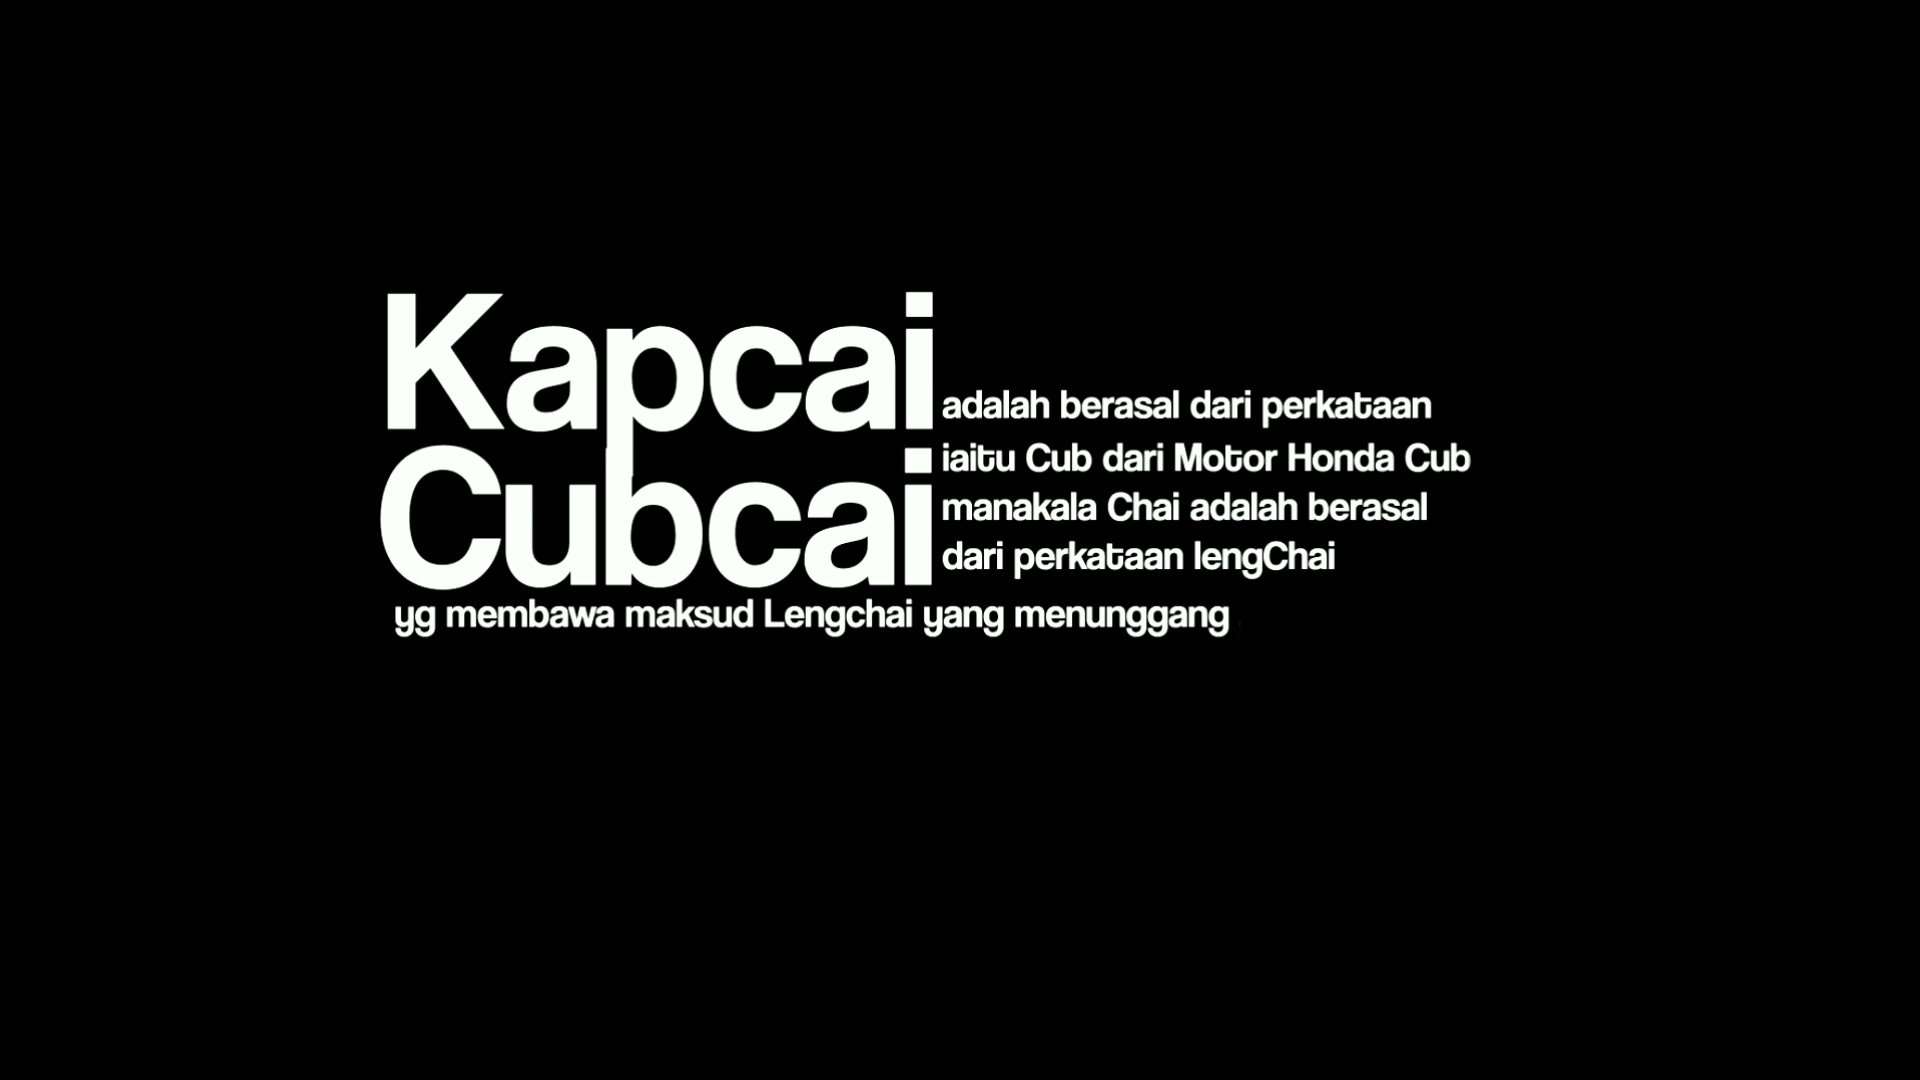 Kapcai adalah berasal dari perkataan
Cubcai iaitu Cub dari Motor Honda Cub
manakala Chai adalah berasal
dari perkataan lengChai
yg membawa maksud Lengchai yang menunggang